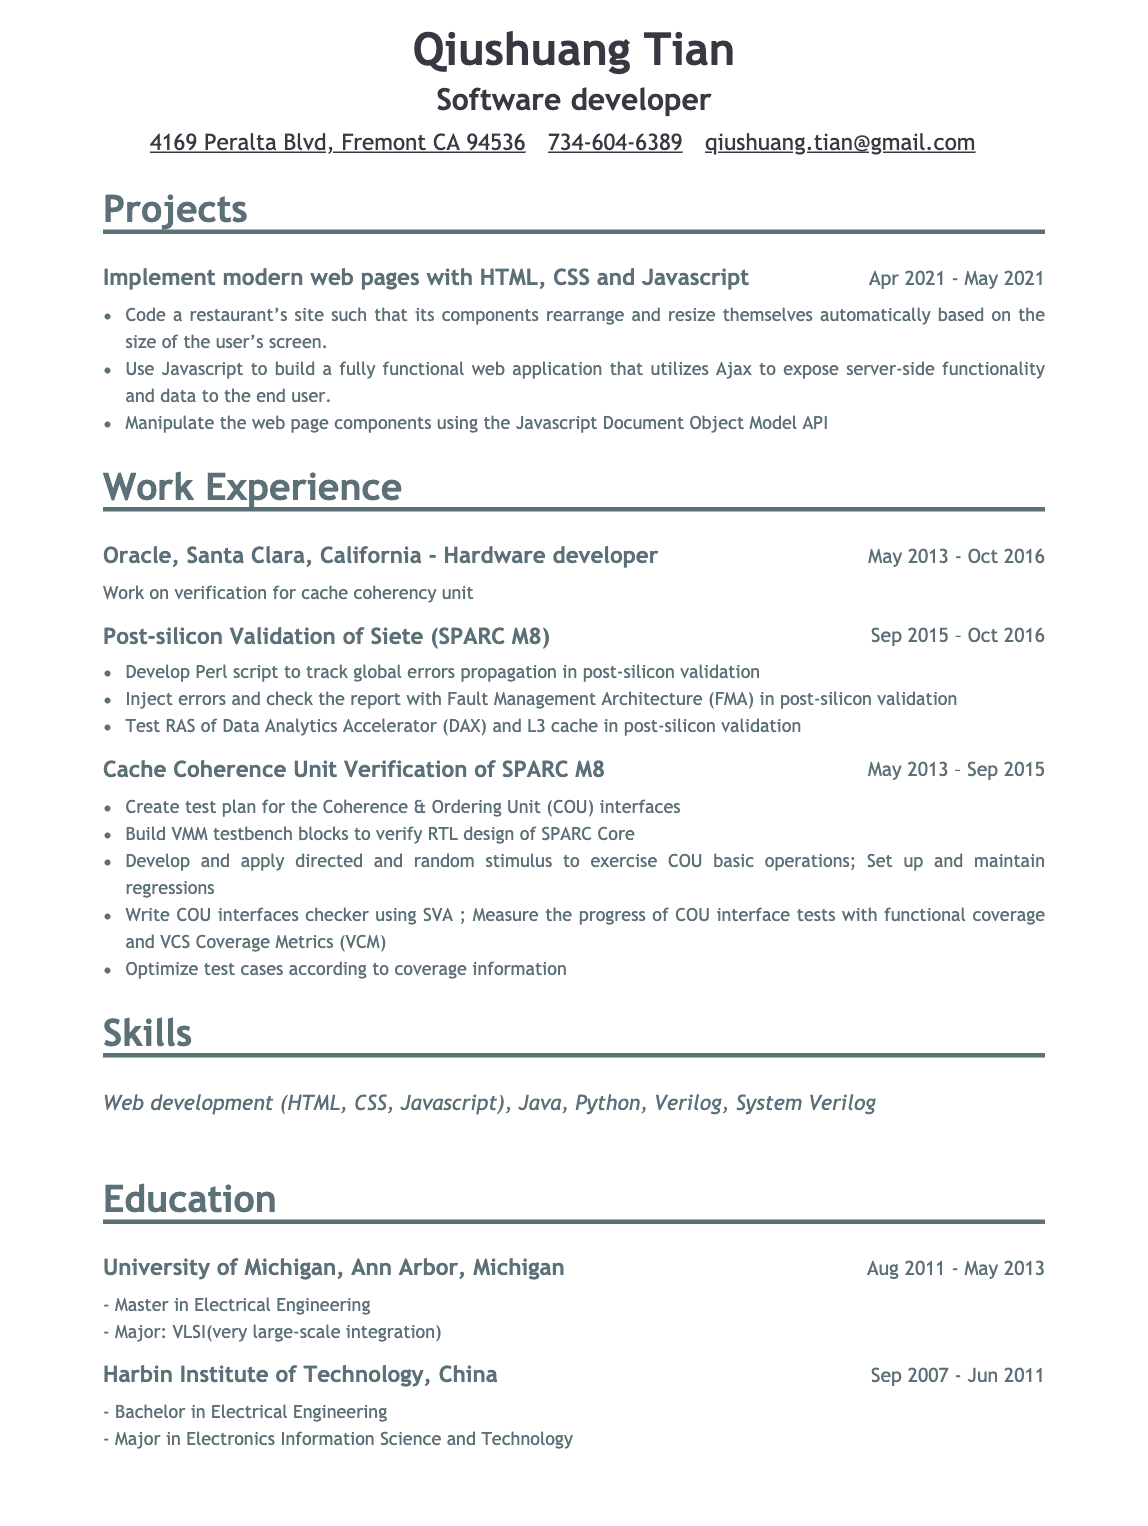 Qiushuang Tian
Software developer
4169 Peralta Blvd, Fremont CA 94536 734-604-6389 qiushuang.tian@gmail.com
Projects
Implement modern web pages with HTML, CSS and Javascript Apr 2021 - May 2021
• Code a restaurant’s site such that its components rearrange and resize themselves automatically based on the
size of the user’s screen.
• Use Javascript to build a fully functional web application that utilizes Ajax to expose server-side functionality
and data to the end user.
• Manipulate the web page components using the Javascript Document Object Model API
Work Experience
Oracle, Santa Clara, California - Hardware developer May 2013 - Oct 2016
Work on verification for cache coherency unit
Post-silicon Validation of Siete (SPARC M8) Sep 2015 – Oct 2016
• Develop Perl script to track global errors propagation in post-silicon validation
• Inject errors and check the report with Fault Management Architecture (FMA) in post-silicon validation
• Test RAS of Data Analytics Accelerator (DAX) and L3 cache in post-silicon validation
Cache Coherence Unit Verification of SPARC M8 May 2013 – Sep 2015
• Create test plan for the Coherence & Ordering Unit (COU) interfaces
• Build VMM testbench blocks to verify RTL design of SPARC Core
• Develop and apply directed and random stimulus to exercise COU basic operations; Set up and maintain
regressions
• Write COU interfaces checker using SVA ; Measure the progress of COU interface tests with functional coverage
and VCS Coverage Metrics (VCM)
• Optimize test cases according to coverage information
Skills
Web development (HTML, CSS, Javascript), Java, Python, Verilog, System Verilog
Education
University of Michigan, Ann Arbor, Michigan Aug 2011 - May 2013
- Master in Electrical Engineering
- Major: VLSI(very large-scale integration)
Harbin Institute of Technology, China Sep 2007 - Jun 2011
- Bachelor in Electrical Engineering
- Major in Electronics Information Science and Technology